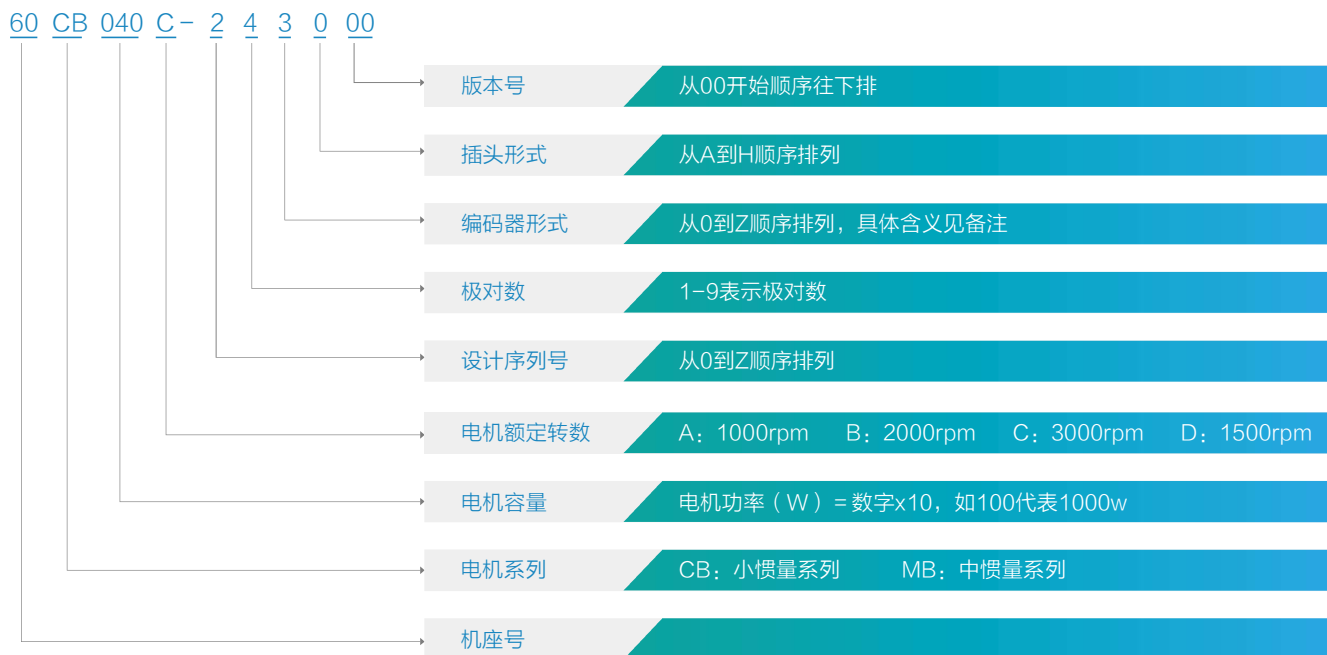 60 CB 040 C- 2 4 3 0 00
版本号 从00开始顺序往下排
插头形式 从A到H顺序排列
编码器形式 从0到Z顺序排列，具体含义见备注
极对数 1-9表示极对数
设计序列号 从0到Z顺序排列
电机额定转数 A：1000rpm B：2000rpm C：3000rpm D：1500rpm
电机容量 电机功率（W）=数字x10，如100代表1000w
电机系列 CB：小惯量系列 MB：中惯量系列
机座号